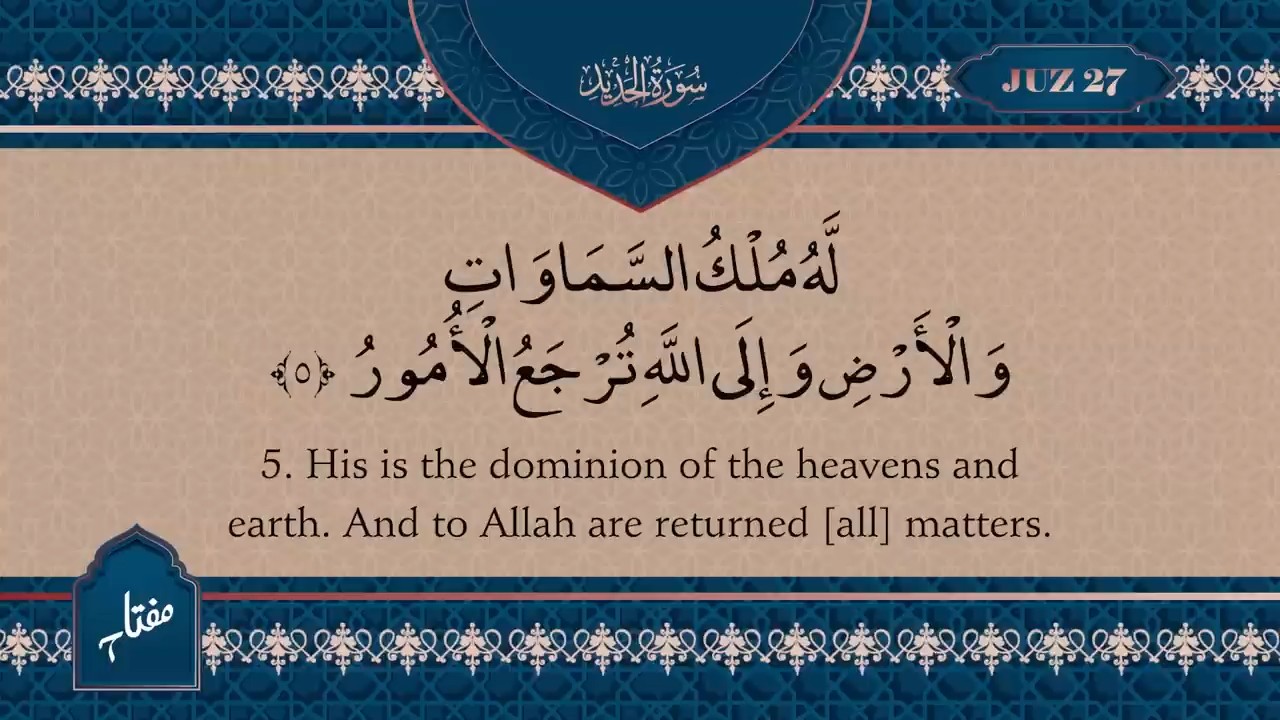 سُورَةُ الحَدِيدِ
JUZ 27
لَّهُ مُلْكُ السَّمَاوَاتِ
وَالْأَرْضِ وَإِلَى اللَّهِ تُرْجَعُ الْأُمُورُ ﴿٥﴾
5. His is the dominion of the heavens and
earth. And to Allah are returned [all] matters.
مفتاح